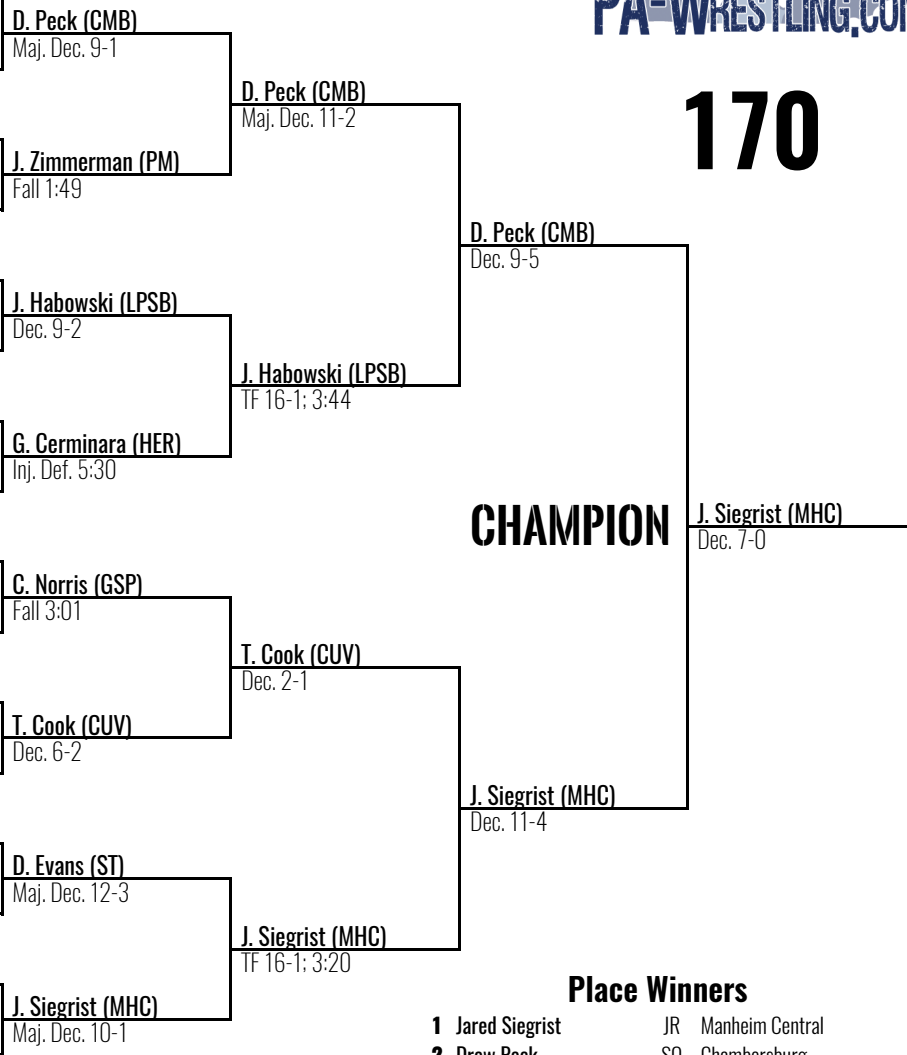 PA-WRESTLING.COM
170
D. Peck (CMB)
Maj. Dec. 9-1
D. Peck (CMB)
Maj. Dec. 11-2
J. Zimmerman (PM)
Fall 1:49
D. Peck (CMB)
Dec. 9-5
J. Habowski (LPSB)
Dec. 9-2
J. Habowski (LPSB)
TF 16-1; 3:44
G. Cerminara (HER)
Inj. Def. 5:30
CHAMPION
J. Siegrist (MHC)
Dec. 7-0
C. Norris (GSP)
Fall 3:01
T. Cook (CUV)
Dec. 2-1
T. Cook (CUV)
Dec. 6-2
J. Siegrist (MHC)
Dec. 11-4
D. Evans (ST)
Maj. Dec. 12-3
J. Siegrist (MHC)
TF 16-1; 3:20
J. Siegrist (MHC)
Maj. Dec. 10-1
Place Winners
1 Jared Siegrist JR Manheim Central
2 Drew Peck SO Chambersburg